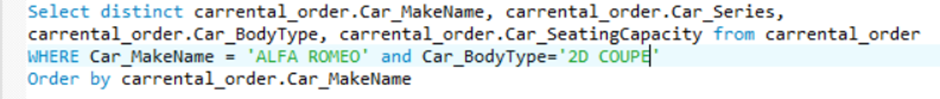 Select distinct carrental_order.Car_MakeName, carrental_order.Car_Series,
carrental_order.Car_BodyType, carrental_order.Car_SeatingCapacity from carrental_order
WHERE Car_MakeName = 'ALFA ROMEO' and Car_BodyType='2D COUPE'
Order by carrental_order.Car_MakeName